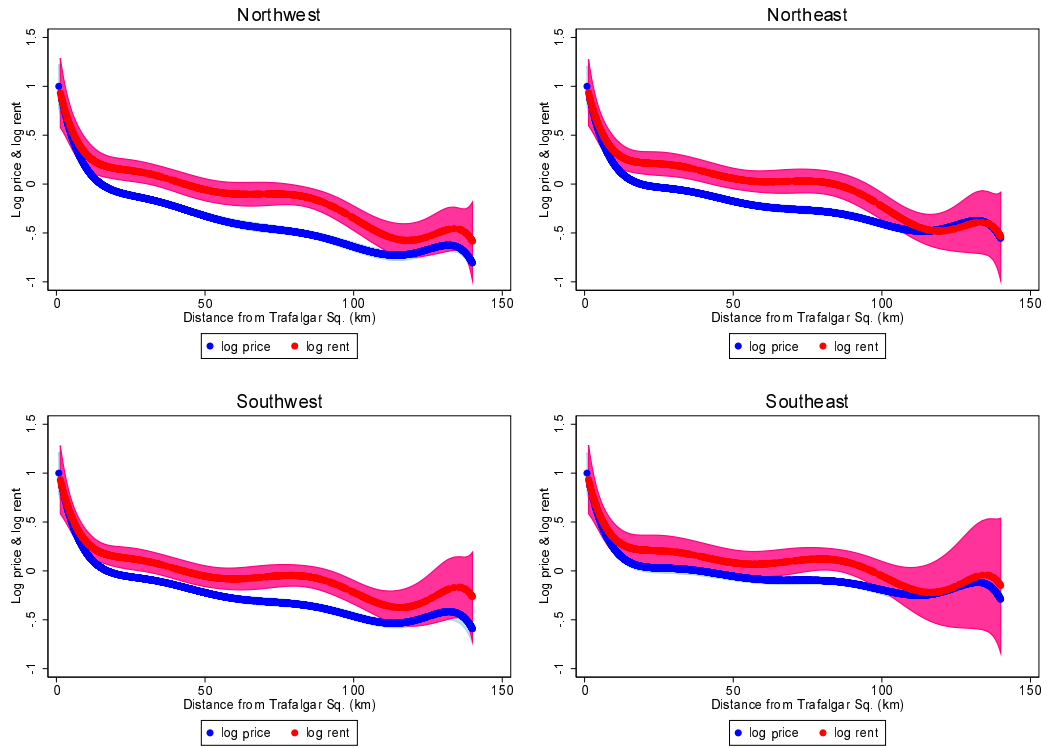 Northwest
Log price & log rent
1.5
1
.5
0
-.5
-1
0 50 100 150
Distance from Trafalgar Sq. (km)
log price log rent
Northeast
Log price & log rent
1.5
1
.5
0
-.5
-1
0 50 100 150
Distance from Trafalgar Sq. (km)
log price log rent
Southwest
Log price & log rent
1.5
1
.5
0
-.5
-1
0 50 100 150
Distance from Trafalgar Sq. (km)
log price log rent
Southeast
Log price & log rent
1.5
1
.5
0
-.5
-1
0 50 100 150
Distance from Trafalgar Sq. (km)
log price log rent